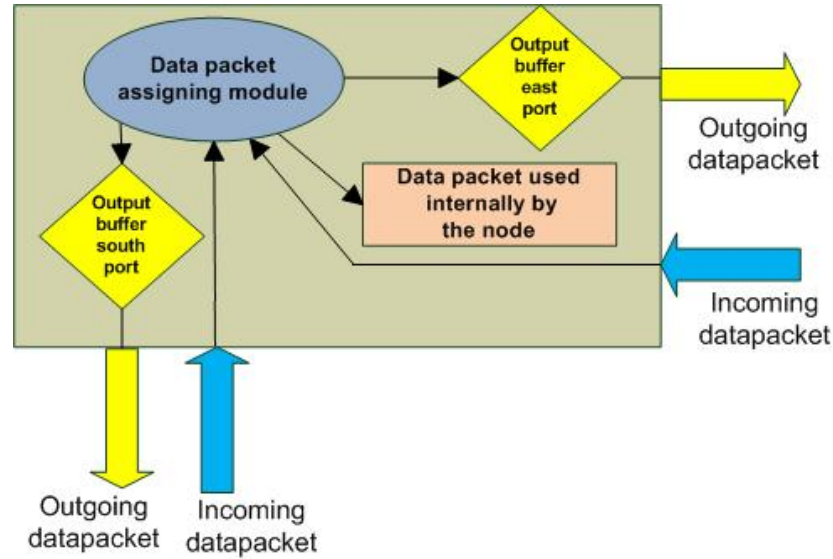 Data packet
assigning module
Output
buffer
east
port
Outgoing
datapacket
Data packet used
internally by
the node
Output
buffer
south
port
Incoming
datapacket
Outgoing
datapacket
Incoming
datapacket